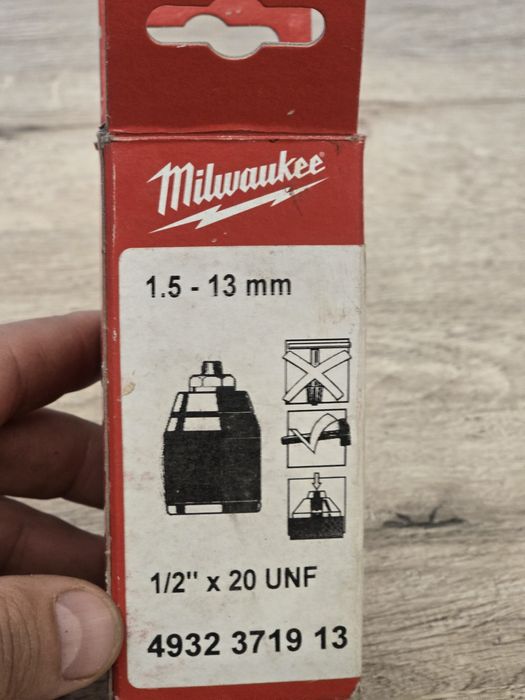 Milwaukee®
1.5 - 13 mm
1/2" x 20 UNF
4932 3719 13